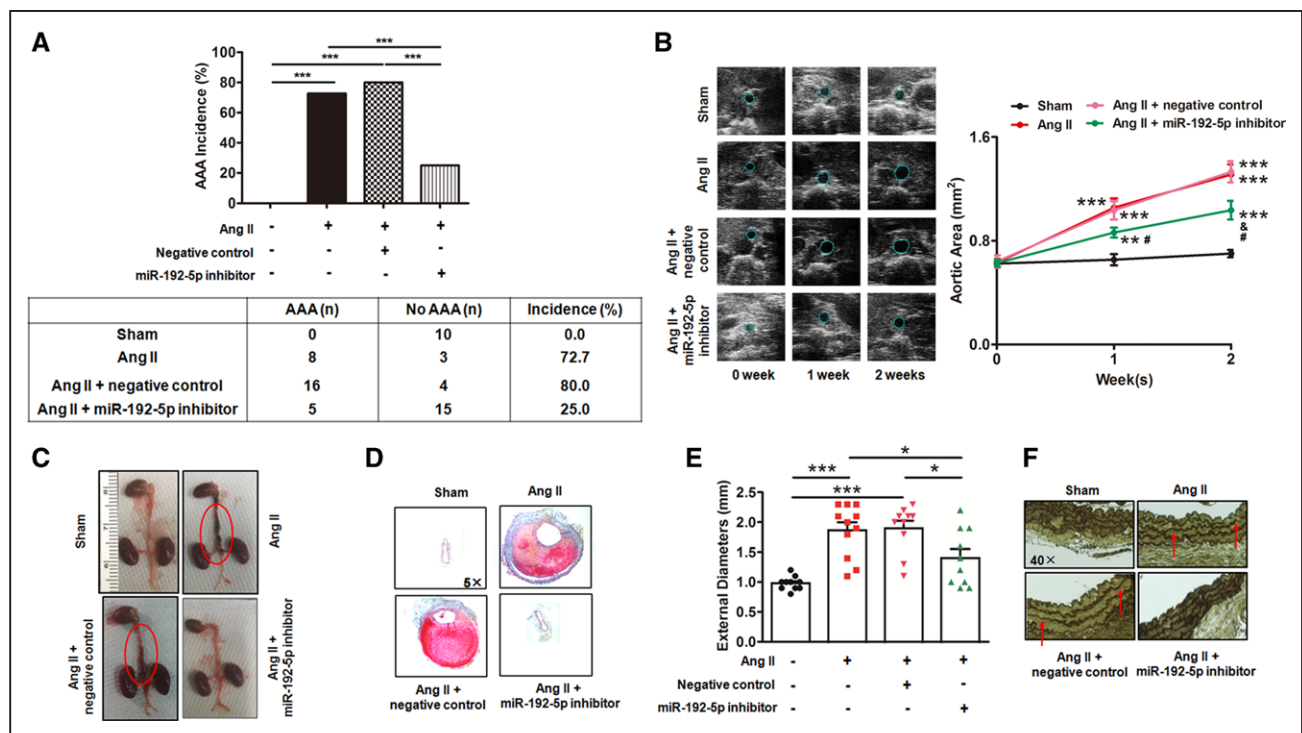 A
***
***
***
***
AAA Incidence (%)
100
80
60
40
20
0
Ang II - + + +
Negative control - - + -
miR-192-5p inhibitor - - - +
AAA (n) No AAA (n) Incidence (%)
Sham 0 10 0.0
Ang II 8 3 72.7
Ang II + negative control 16 4 80.0
Ang II + miR-192-5p inhibitor 5 15 25.0
B
Sham
Ang II
Ang II + negative control
Ang II + miR-192-5p inhibitor
0 week 1 week 2 weeks
Sham Ang II + negative control
Ang II Ang II + miR-192-5p inhibitor
Aortic Area (mm²)
1.6
0.8
0.0
***
***
** #
***
***
***
&
#
0 1 2
Week(s)
C
Sham
Ang II
Ang II + negative control
Ang II + miR-192-5p inhibitor
D
Sham Ang II
5×
Ang II + negative control
Ang II + miR-192-5p inhibitor
E
*
*** *
***
External Diameters (mm)
2.5
2.0
1.5
1.0
0.5
0.0
Ang II - + + +
Negative control - - + -
miR-192-5p inhibitor - - - +
F
Sham Ang II
40×
Ang II + negative control
Ang II + miR-192-5p inhibitor